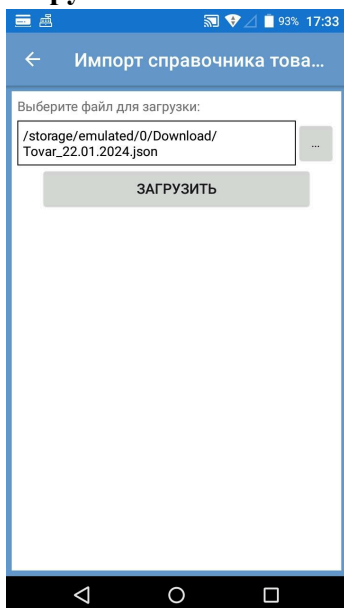 93% 17:33
Импорт справочника това...
Выберите файл для загрузки:
/storage/emulated/0/Download/
Tovar_22.01.2024.json
...
ЗАГРУЗИТЬ